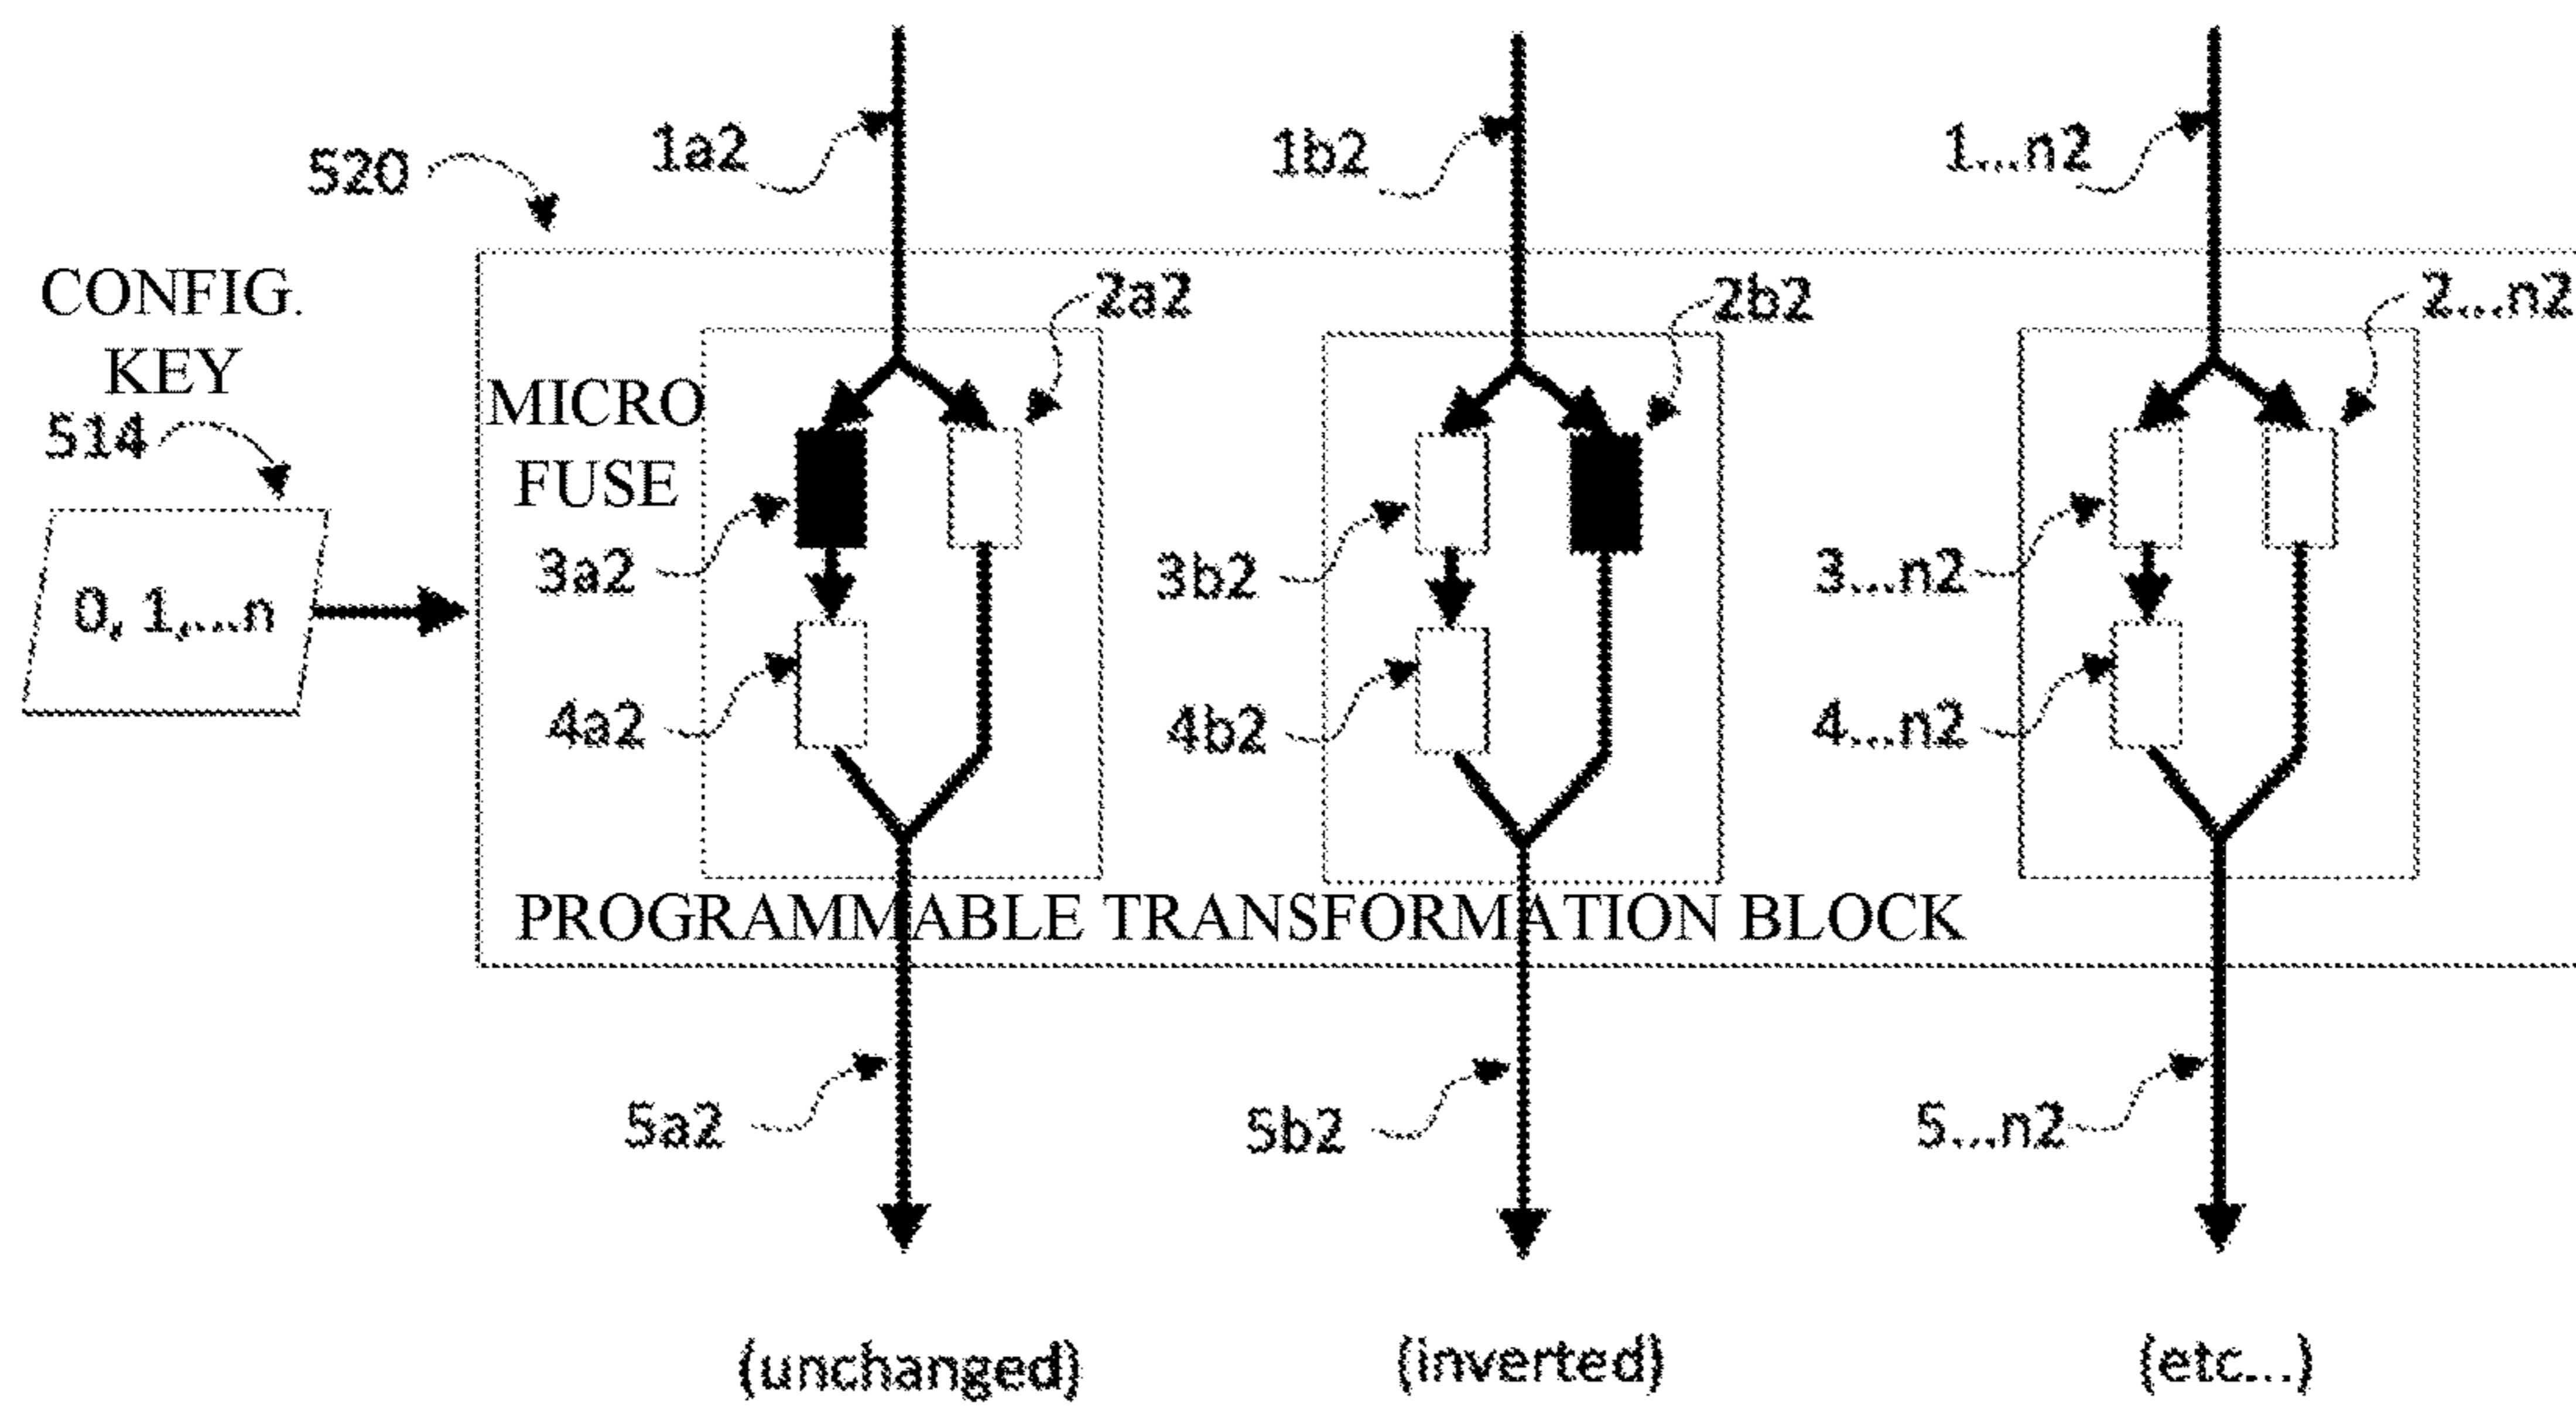 1a2
1b2
1...n2
520
CONFIG.
KEY
514
2a2
2b2
2...n2
MICRO
FUSE
3a2
3b2
3...n2
0, 1,...n
4a2
4b2
4...n2
PROGRAMMABLE TRANSFORMATION BLOCK
5a2
5b2
5...n2
(unchanged)
(inverted)
(etc...)